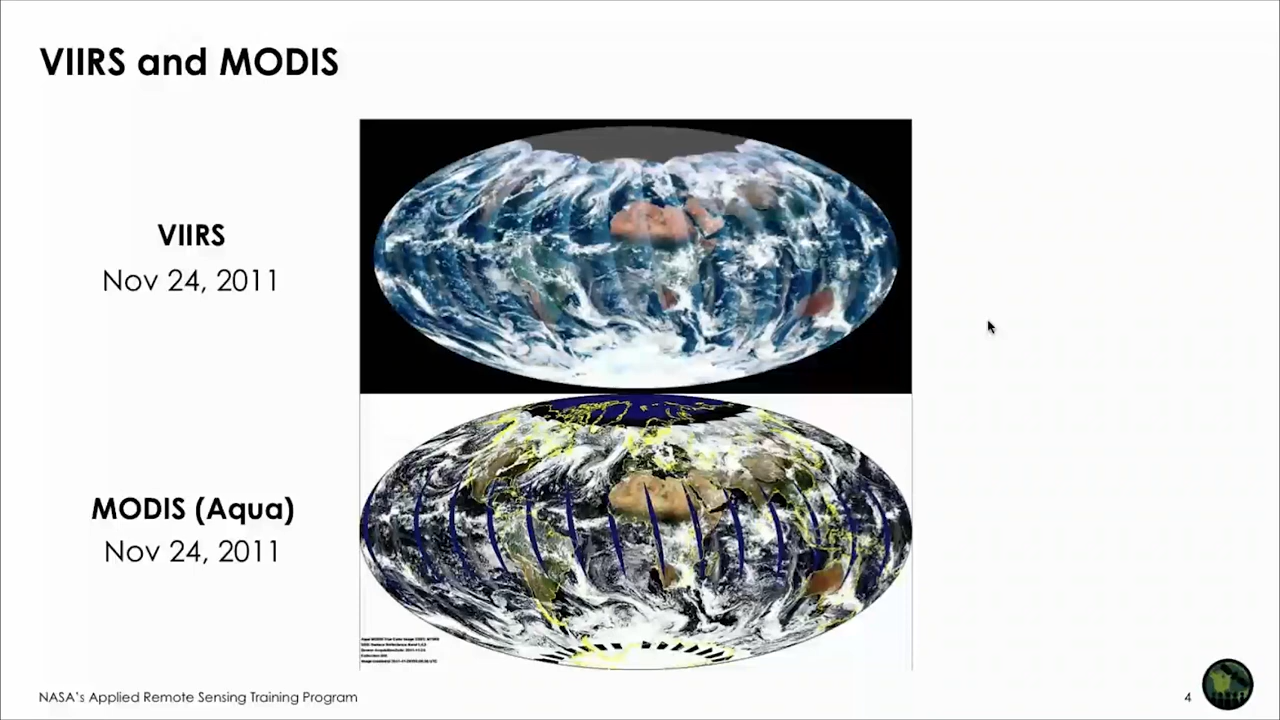 VIIRS and MODIS
VIIRS
Nov 24, 2011
MODIS (Aqua)
Nov 24, 2011
NASA's Applied Remote Sensing Training Program
4